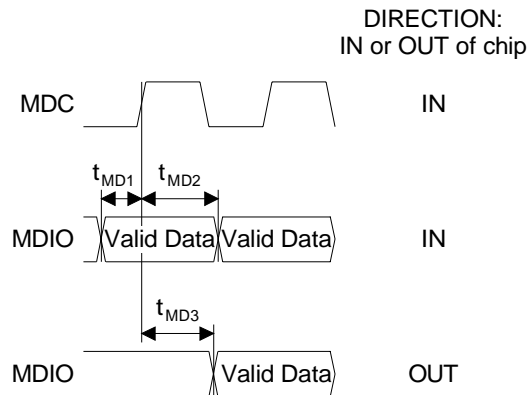 DIRECTION:
IN or OUT of chip
MDC IN
tMD1 tMD2
MDIO Valid Data Valid Data IN
tMD3
MDIO Valid Data OUT